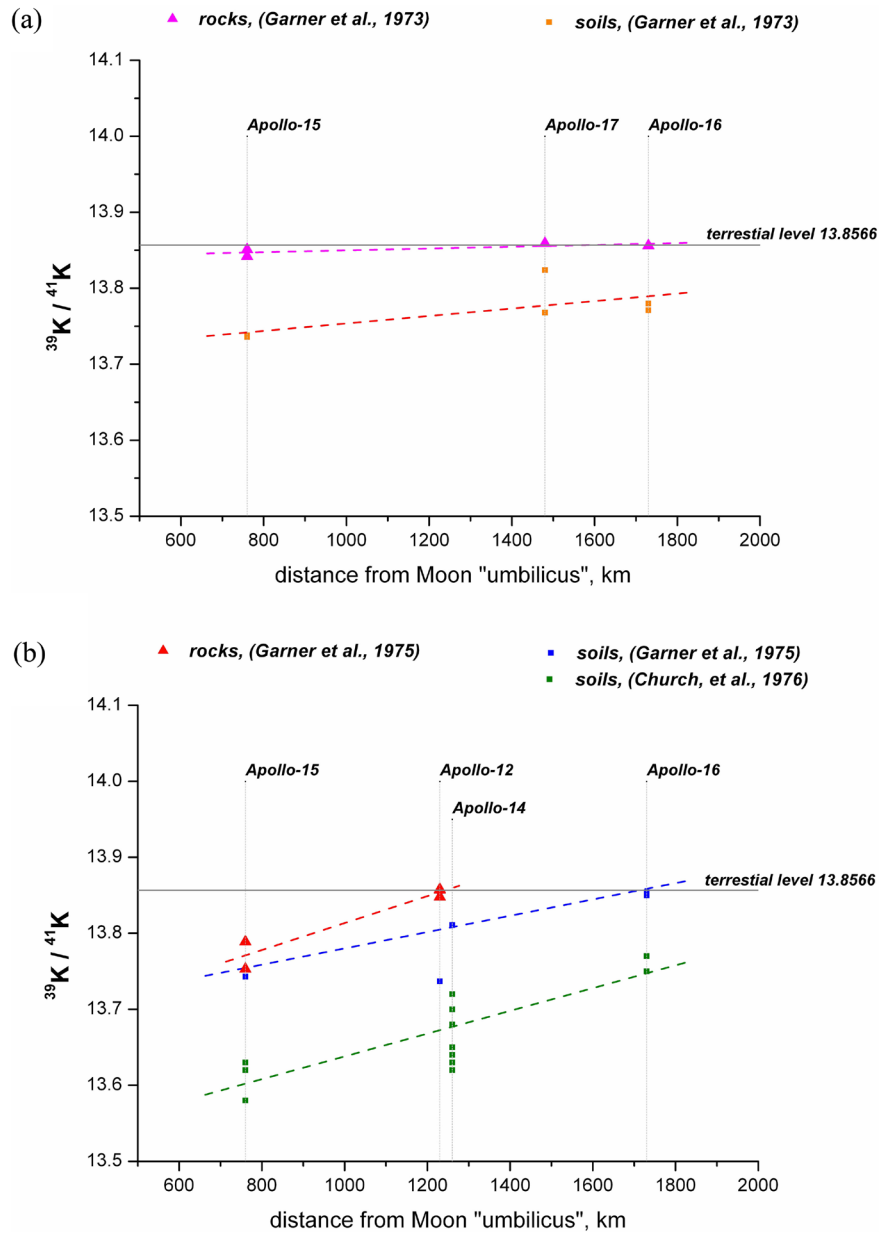 (a)
rocks, (Garner et al., 1973)
soils, (Garner et al., 1973)
14.1
14.0
13.9
13.8
13.7
13.6
13.5
³⁹K / ⁴¹K
Apollo-15
Apollo-17
Apollo-16
terrestial level 13.8566
600 800 1000 1200 1400 1600 1800 2000
distance from Moon "umbilicus", km
(b)
rocks, (Garner et al., 1975)
soils, (Garner et al., 1975)
soils, (Church, et al., 1976)
14.1
14.0
13.9
13.8
13.7
13.6
13.5
³⁹K / ⁴¹K
Apollo-15
Apollo-12
Apollo-16
Apollo-14
terrestial level 13.8566
600 800 1000 1200 1400 1600 1800 2000
distance from Moon "umbilicus", km